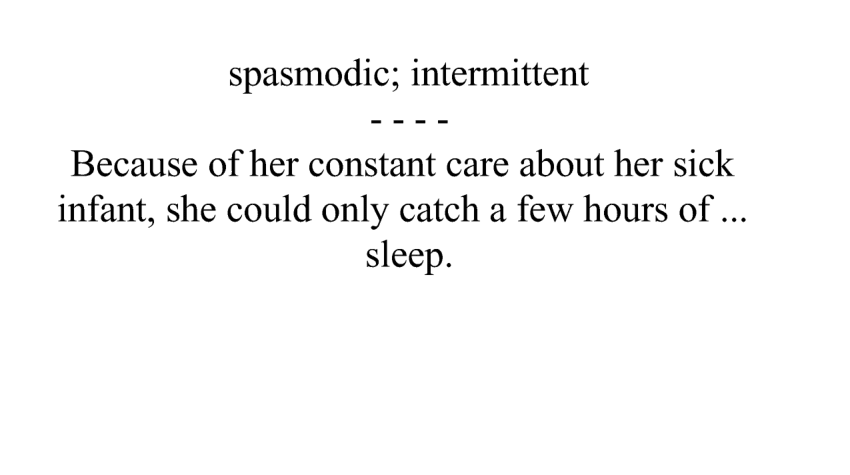 spasmodic; intermittent
- - - -
Because of her constant care about her sick
infant, she could only catch a few hours of ...
sleep.